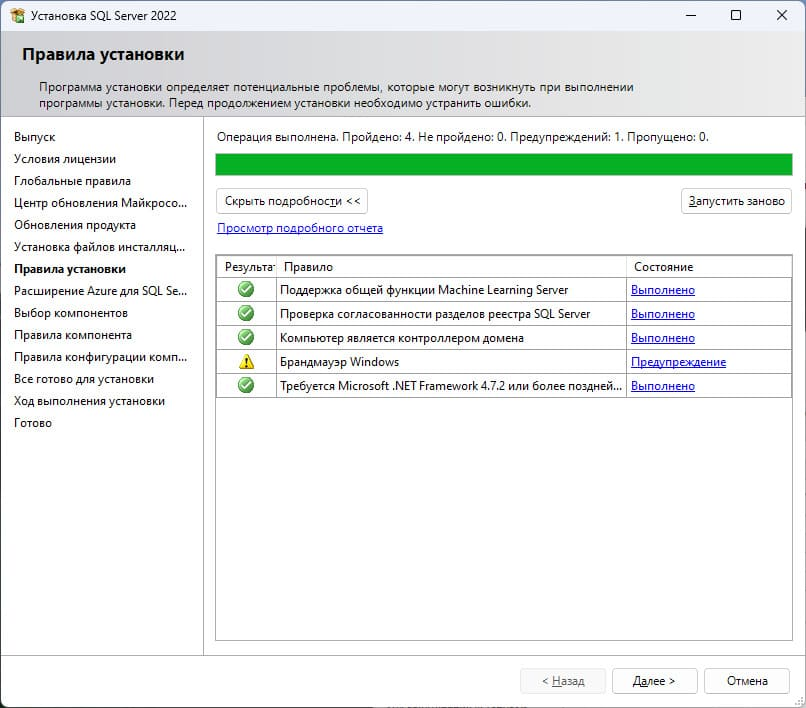 Установка SQL Server 2022
Правила установки
Программа установки определяет потенциальные проблемы, которые могут возникнуть при выполнении
программы установки. Перед продолжением установки необходимо устранить ошибки.
Выпуск
Условия лицензии
Глобальные правила
Центр обновления Майкросо...
Обновления продукта
Установка файлов инсталляц...
Правила установки
Расширение Azure для SQL Se...
Выбор компонентов
Правила компонента
Правила конфигурации комп...
Все готово для установки
Ход выполнения установки
Готово
Операция выполнена. Пройдено: 4. Не пройдено: 0. Предупреждений: 1. Пропущено: 0.
Скрыть подробности <<
Запустить заново
Просмотр подробного отчета
Результат Правило Состояние
Поддержка общей функции Machine Learning Server Выполнено
Проверка согласованности разделов реестра SQL Server Выполнено
Компьютер является контроллером домена Выполнено
Брандмауэр Windows Предупреждение
Требуется Microsoft .NET Framework 4.7.2 или более поздней... Выполнено
< Назад
Далее >
Отмена